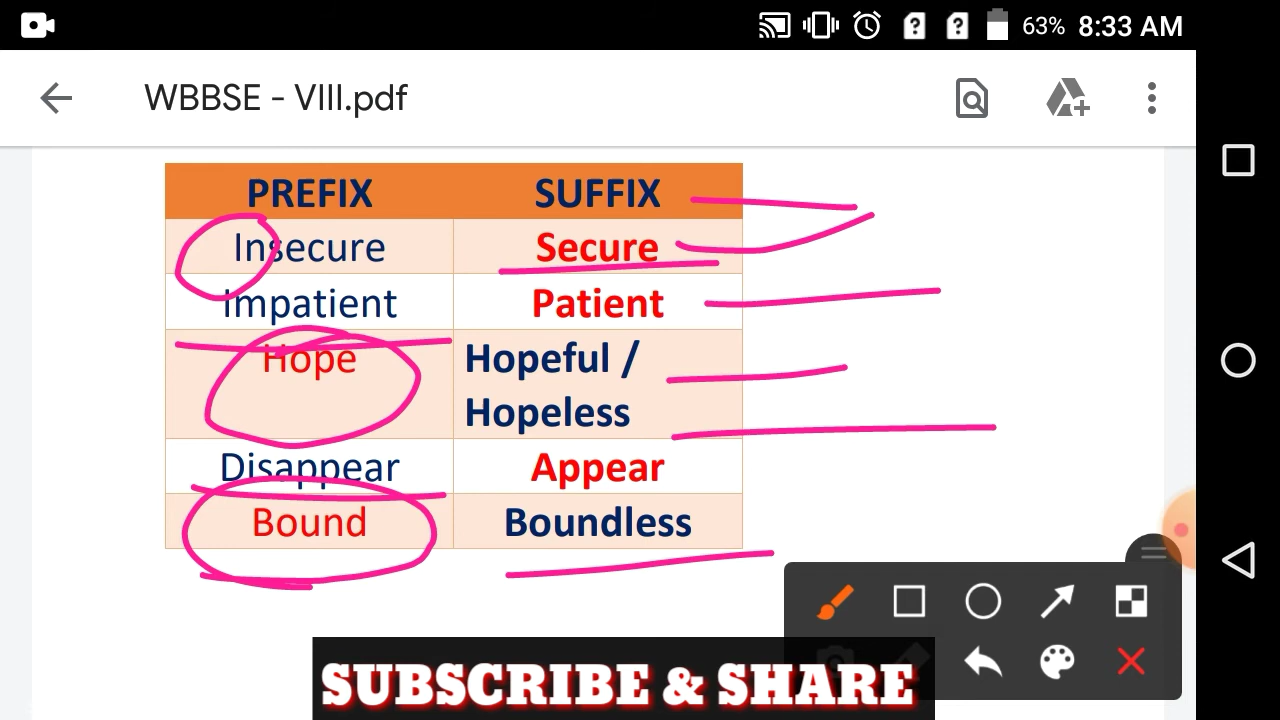 63% 8:33 AM
WBBSE - VIII.pdf
PREFIX SUFFIX
Insecure Secure
Impatient Patient
Hope Hopeful /
Hopeless
Disappear Appear
Bound Boundless
SUBSCRIBE & SHARE